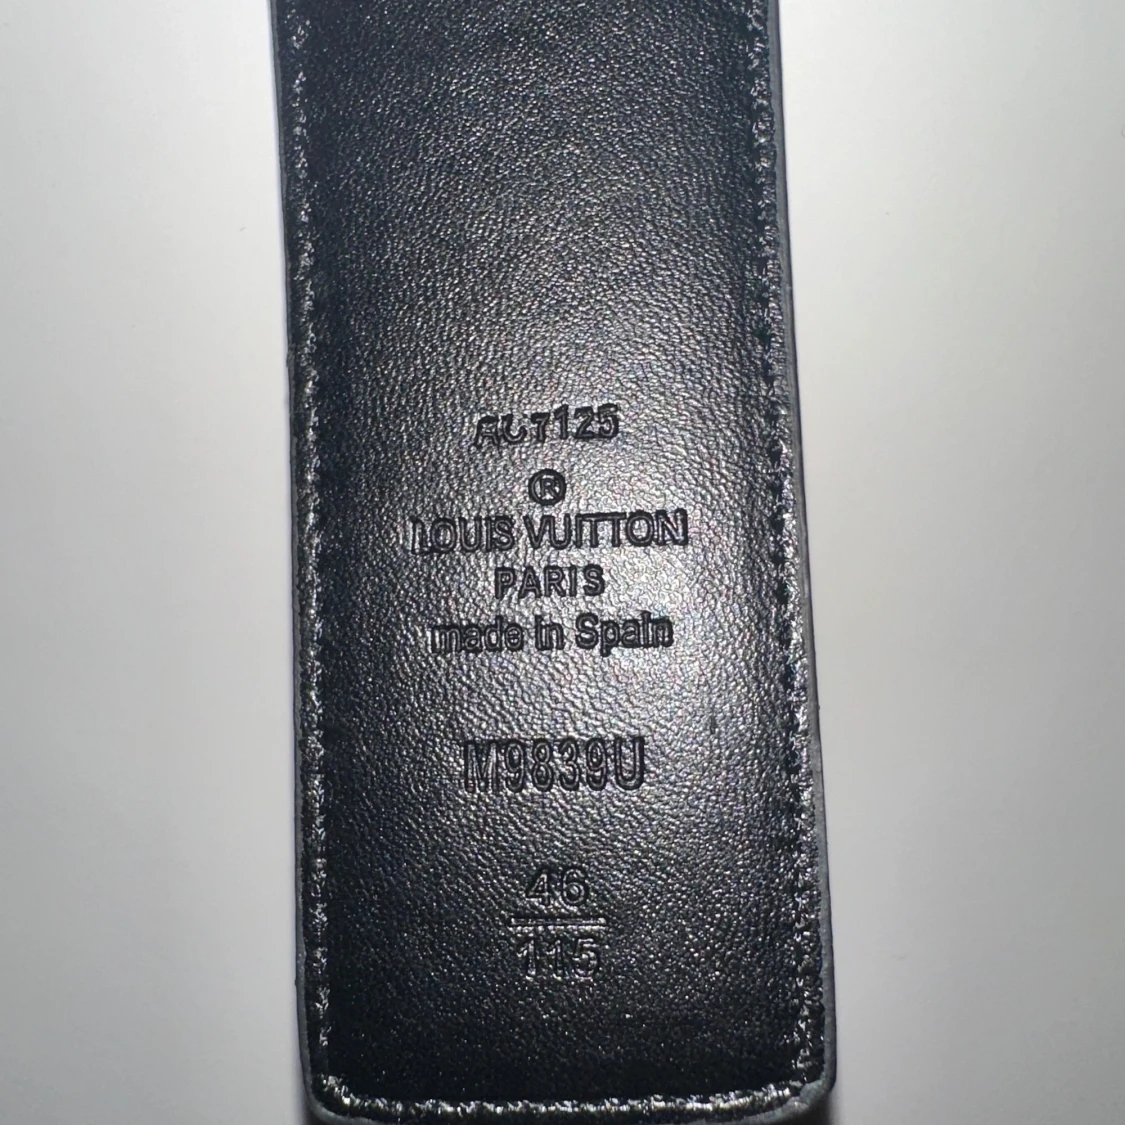 AC7125
®
LOUIS VUITTON
PARIS
made in Spain
M9839U
46
115